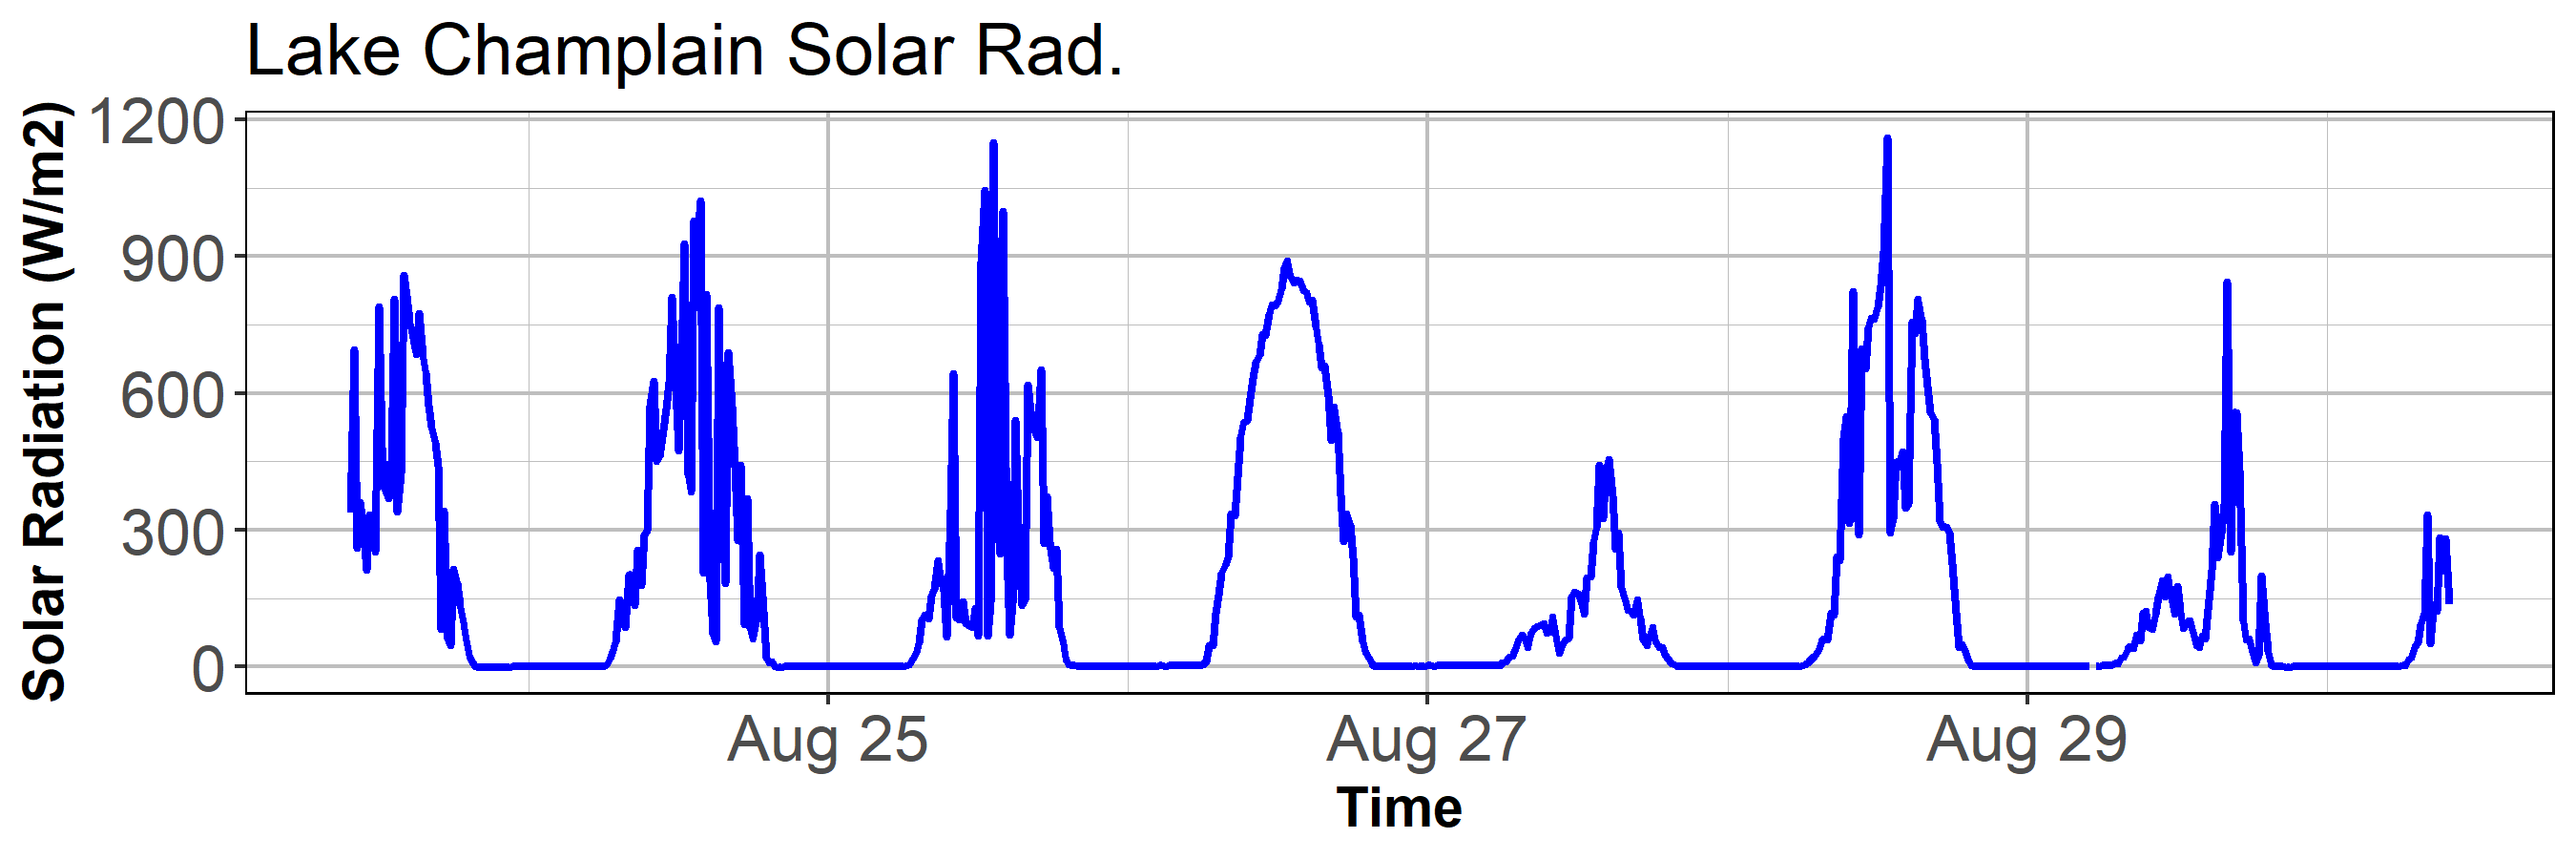 Lake Champlain Solar Rad.
Solar Radiation (W/m2)
1200
900
600
300
0
Aug 25 Aug 27 Aug 29
Time